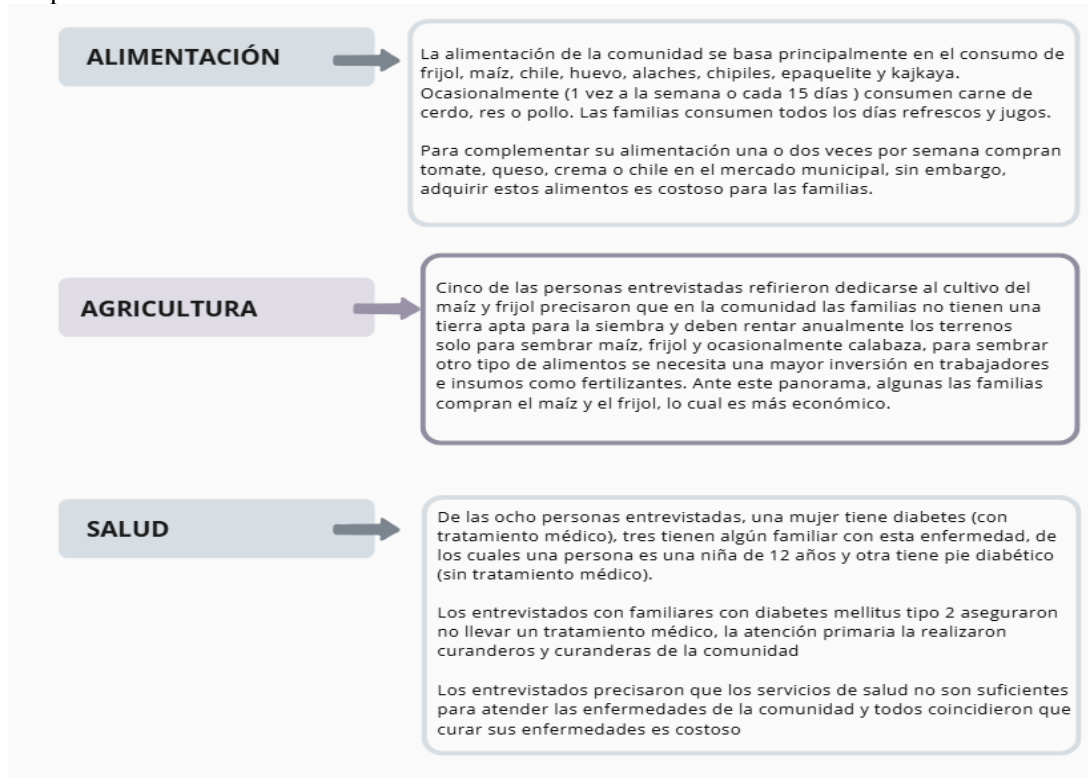 ALIMENTACIÓN
La alimentación de la comunidad se basa principalmente en el consumo de
frijol, maíz, chile, huevo, alaches, chipiles, epaquelite y kajkaya.
Ocasionalmente (1 vez a la semana o cada 15 días ) consumen carne de
cerdo, res o pollo. Las familias consumen todos los días refrescos y jugos.
Para complementar su alimentación una o dos veces por semana compran
tomate, queso, crema o chile en el mercado municipal, sin embargo,
adquirir estos alimentos es costoso para las familias.
AGRICULTURA
Cinco de las personas entrevistadas refirieron dedicarse al cultivo del
maíz y frijol precisaron que en la comunidad las familias no tienen una
tierra apta para la siembra y deben rentar anualmente los terrenos
solo para sembrar maíz, frijol y ocasionalmente calabaza, para sembrar
otro tipo de alimentos se necesita una mayor inversión en trabajadores
e insumos como fertilizantes. Ante este panorama, algunas las familias
compran el maíz y el frijol, lo cual es más económico.
SALUD
De las ocho personas entrevistadas, una mujer tiene diabetes (con
tratamiento médico), tres tienen algún familiar con esta enfermedad, de
los cuales una persona es una niña de 12 años y otra tiene pie diabético
(sin tratamiento médico).
Los entrevistados con familiares con diabetes mellitus tipo 2 aseguraron
no llevar un tratamiento médico, la atención primaria la realizaron
curanderos y curanderas de la comunidad
Los entrevistados precisaron que los servicios de salud no son suficientes
para atender las enfermedades de la comunidad y todos coincidieron que
curar sus enfermedades es costoso